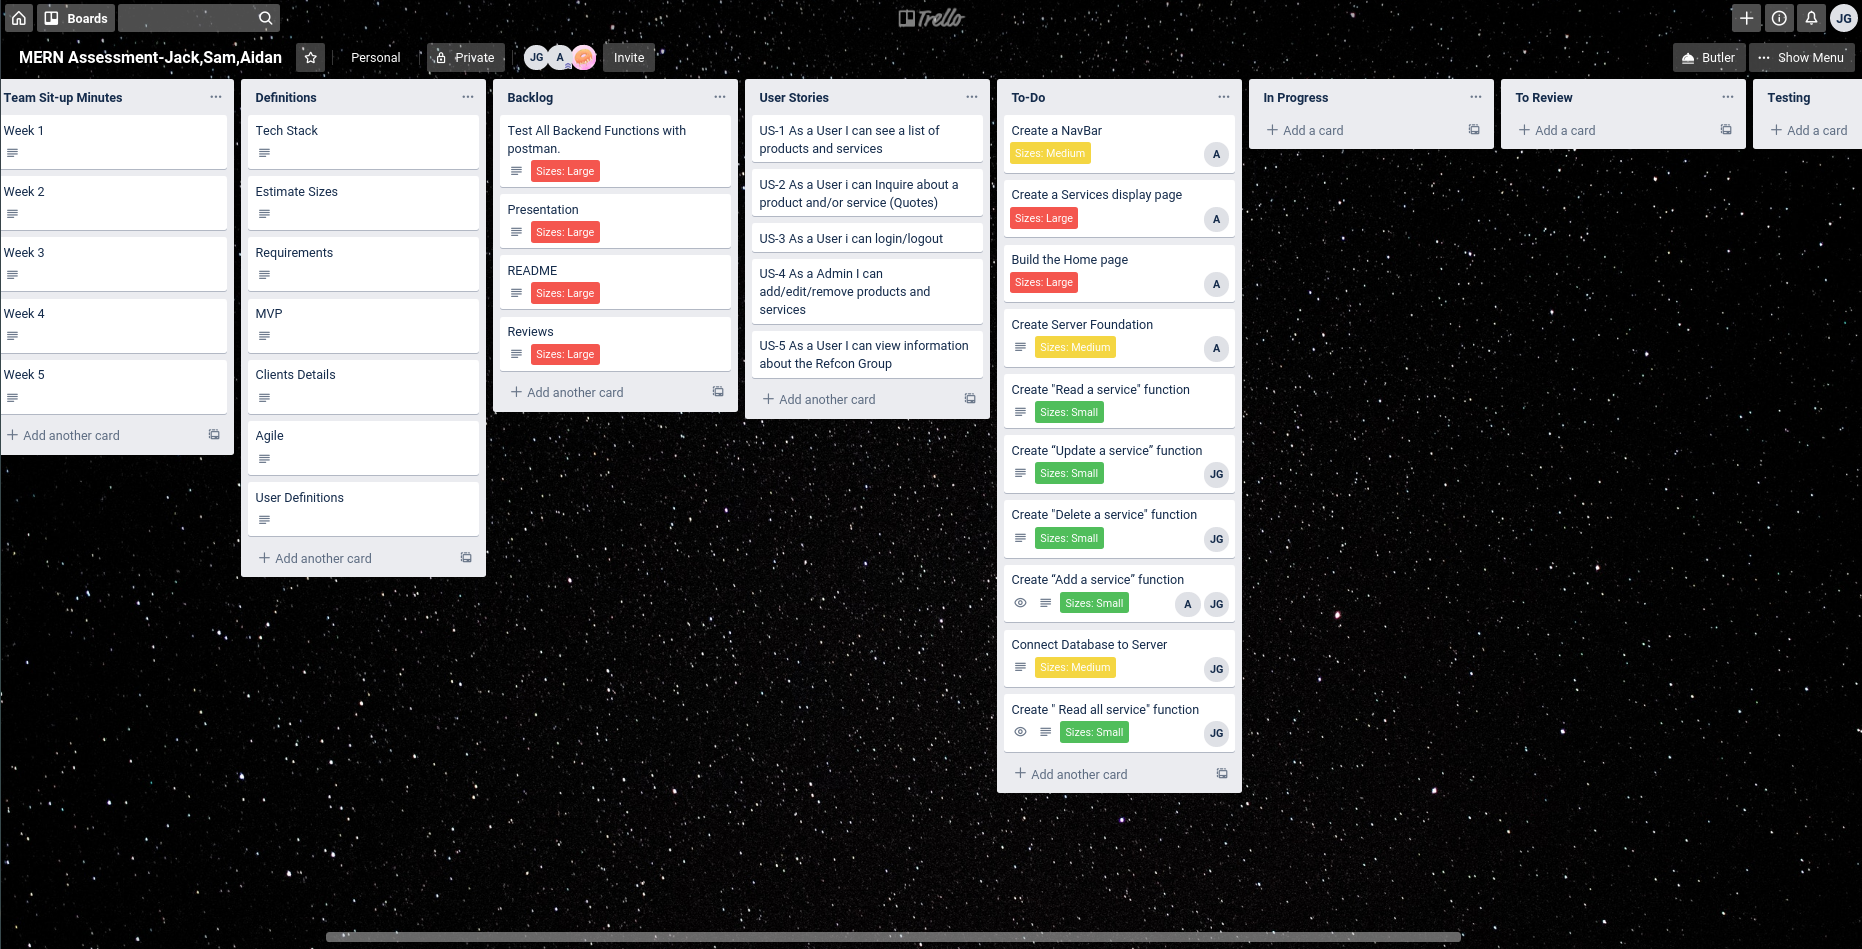 Boards
Trello
JG
MERN Assessment-Jack,Sam,Aidan
Personal
Private
JG
A
Invite
Butler
Show Menu
Team Sit-up Minutes
Week 1
Week 2
Week 3
Week 4
Week 5
Add another card
Definitions
Tech Stack
Estimate Sizes
Requirements
MVP
Clients Details
Agile
User Definitions
Add another card
Backlog
Test All Backend Functions with
postman.
Sizes: Large
Presentation
Sizes: Large
README
Sizes: Large
Reviews
Sizes: Large
Add another card
User Stories
US-1 As a User I can see a list of
products and services
US-2 As a User i can Inquire about a
product and/or service (Quotes)
US-3 As a User i can login/logout
US-4 As a Admin I can
add/edit/remove products and
services
US-5 As a User I can view information
about the Refcon Group
Add another card
To-Do
Create a NavBar
Sizes: Medium
A
Create a Services display page
Sizes: Large
A
Build the Home page
Sizes: Large
A
Create Server Foundation
Sizes: Medium
A
Create "Read a service" function
Sizes: Small
Create “Update a service” function
Sizes: Small
JG
Create "Delete a service" function
Sizes: Small
JG
Create “Add a service” function
Sizes: Small
A
JG
Connect Database to Server
Sizes: Medium
JG
Create " Read all service" function
Sizes: Small
JG
Add another card
In Progress
Add a card
To Review
Add a card
Testing
Add a card